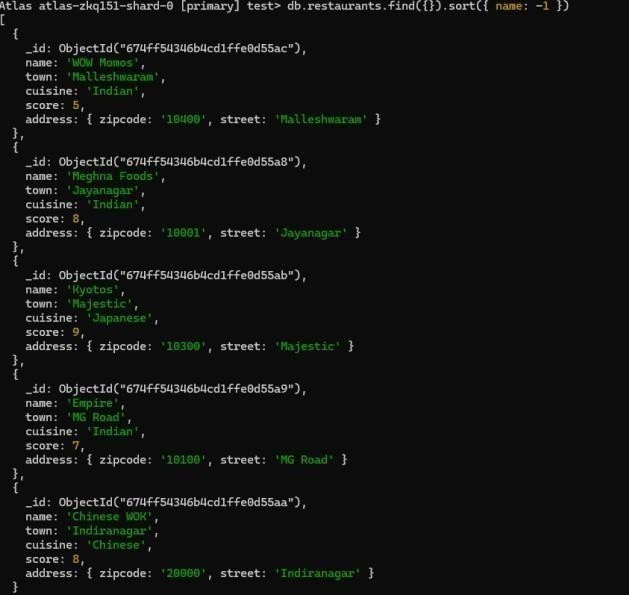 Atlas atlas-zkq151-shard-0 [primary] test> db.restaurants.find({}).sort({ name: -1 })
[
  {
    _id: ObjectId("674ff54346b4cd1ffe0d55ac"),
    name: 'WOW Momos',
    town: 'Malleshwaram',
    cuisine: 'Indian',
    score: 5,
    address: { zipcode: '10400', street: 'Malleshwaram' }
  },
  {
    _id: ObjectId("674ff54346b4cd1ffe0d55a8"),
    name: 'Meghna Foods',
    town: 'Jayanagar',
    cuisine: 'Indian',
    score: 8,
    address: { zipcode: '10001', street: 'Jayanagar' }
  },
  {
    _id: ObjectId("674ff54346b4cd1ffe0d55ab"),
    name: 'Kyotos',
    town: 'Majestic',
    cuisine: 'Japanese',
    score: 9,
    address: { zipcode: '10300', street: 'Majestic' }
  },
  {
    _id: ObjectId("674ff54346b4cd1ffe0d55a9"),
    name: 'Empire',
    town: 'MG Road',
    cuisine: 'Indian',
    score: 7,
    address: { zipcode: '10100', street: 'MG Road' }
  },
  {
    _id: ObjectId("674ff54346b4cd1ffe0d55aa"),
    name: 'Chinese WOK',
    town: 'Indiranagar',
    cuisine: 'Chinese',
    score: 8,
    address: { zipcode: '20000', street: 'Indiranagar' }
  }